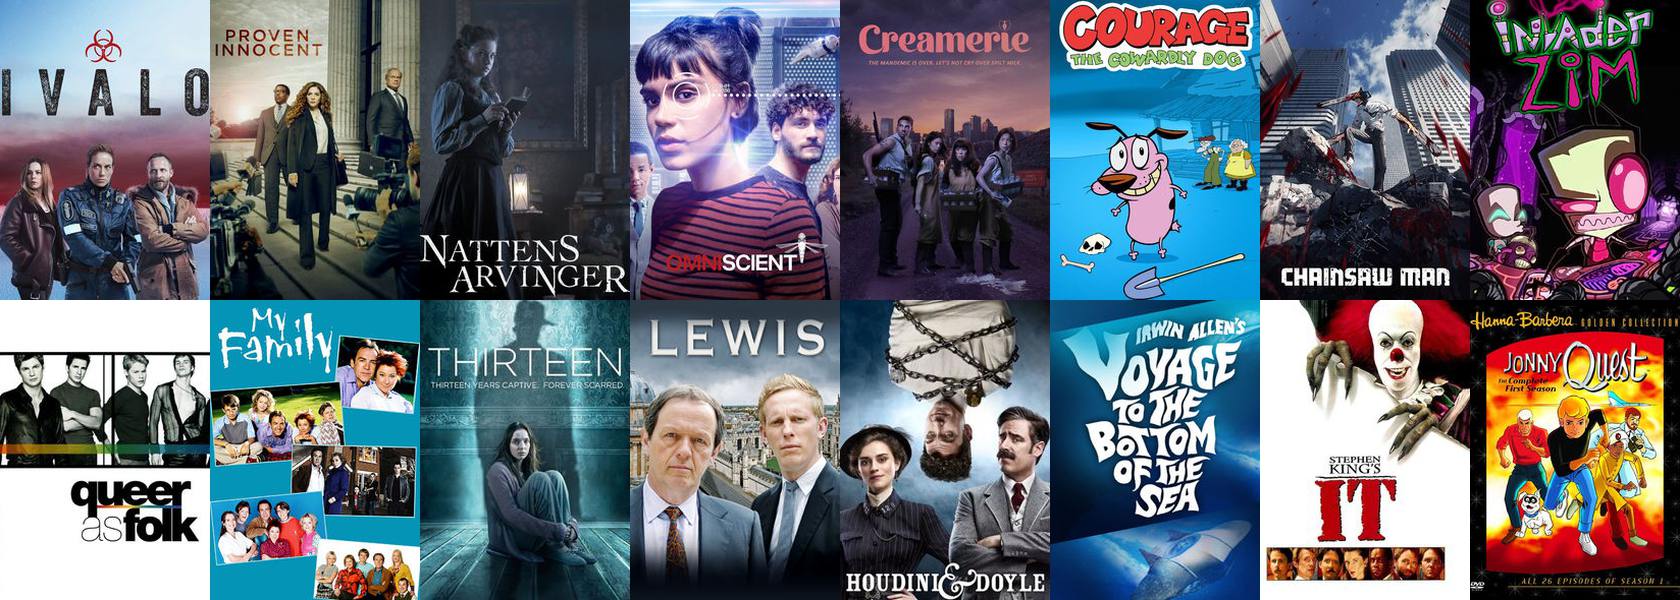 IVALO
PROVEN
INNOCENT
NATTENS
ARVINGER
OMNISCIENT
Creamerie
THE MANDEMIC IS OVER. LET'S NOT CRY OVER SPILT MILK.
COURAGE
THE COWARDLY DOG
CHAINSAW MAN
invader
ZiM
queer
asfolk
My
Family
THIRTEEN
THIRTEEN YEARS CAPTIVE. FOREVER SCARRED.
LEWIS
HOUDINI & DOYLE
IRWIN ALLEN'S
VOYAGE
TO THE
BOTTOM
OF THE
SEA
STEPHEN
KING'S
IT
Hanna-Barbera GOLDEN COLLECTION
JONNY Quest
The Complete
First Season
ALL 26 EPISODES OF SEASON 1
DVD